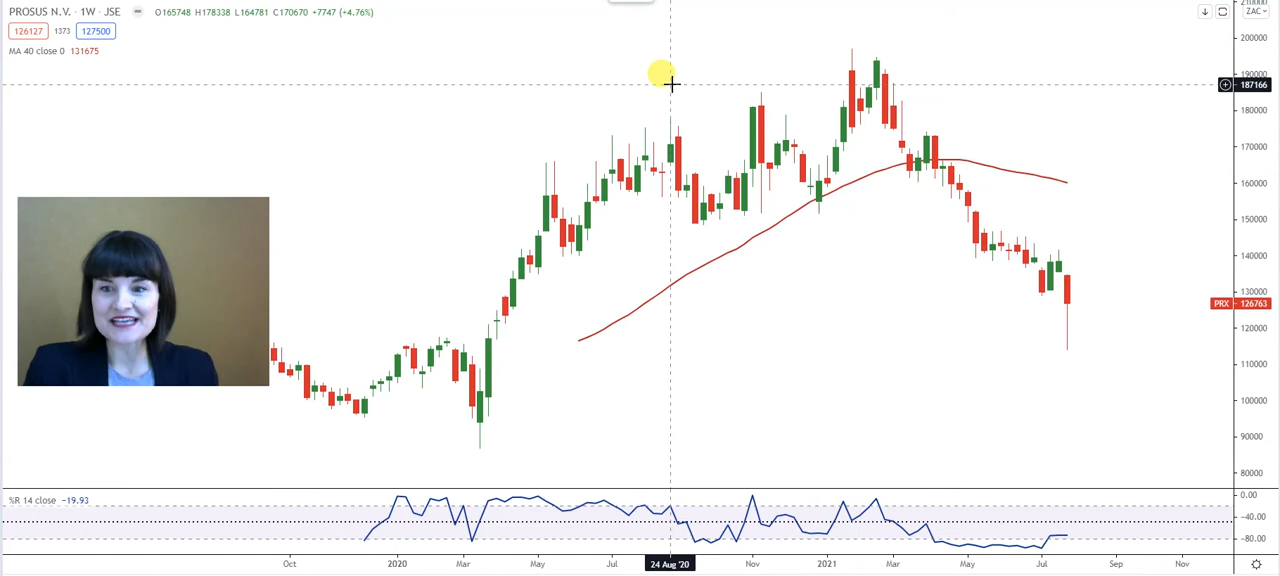 PROSUS N.V. · 1W · JSE O165748 H178338 L164781 C170670 +7747 (+4.76%)
126127 1373 127500
MA 40 close 0 131675
ZAC
210000
200000
190000
187166
180000
170000
160000
150000
140000
130000
PRX 126763
120000
110000
100000
90000
80000
%R 14 close −19.93
0.00
−40.00
−80.00
Oct 2020 Mar May Jul 24 Aug '20 Nov 2021 Mar May Jul Sep Nov